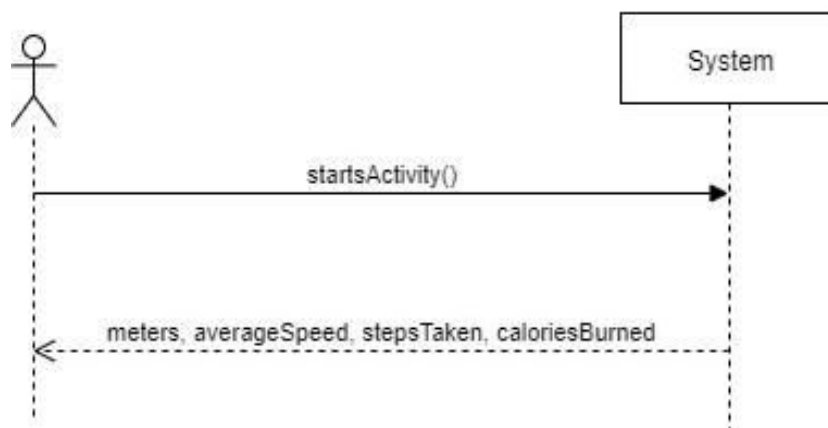 System
startsActivity()
meters, averageSpeed, stepsTaken, caloriesBurned